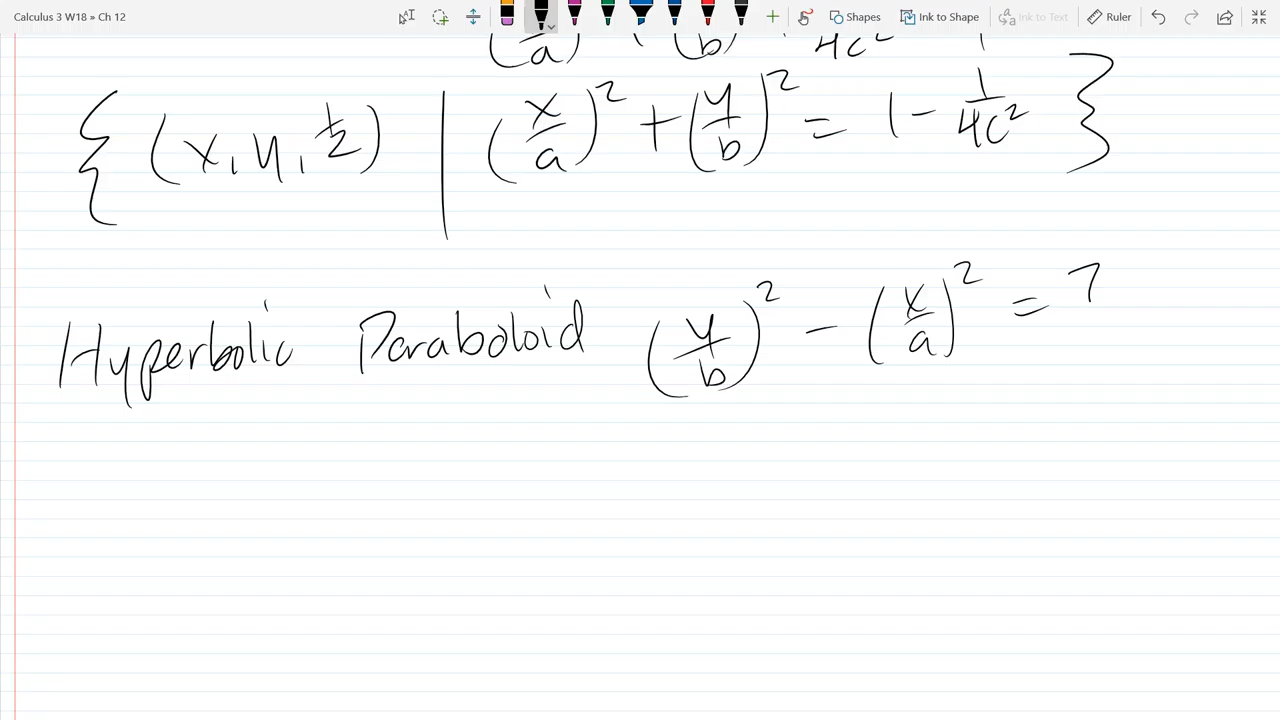 Calculus 3 W18 » Ch 12
Shapes
Ink to Shape
Ink to Text
Ruler
{ (x, y, 1/2) | (x/a)² + (y/b)² = 1 - 1/4c² }
Hyperbolic Paraboloid (y/b)² - (x/a)² =